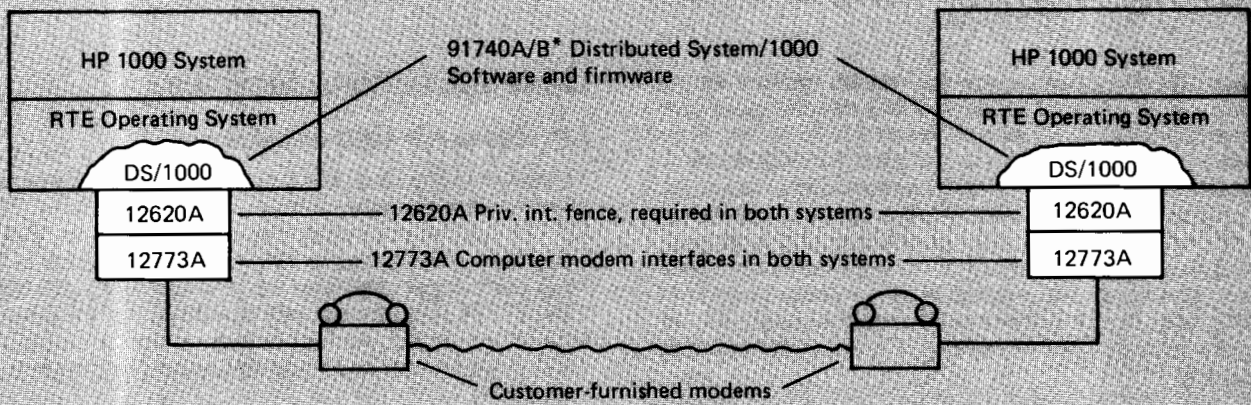 HP 1000 System
RTE Operating System
DS/1000
12620A
12773A
91740A/B* Distributed System/1000
Software and firmware
12620A Priv. int. fence, required in both systems
12773A Computer modem interfaces in both systems
Customer-furnished modems
HP 1000 System
RTE Operating System
DS/1000
12620A
12773A